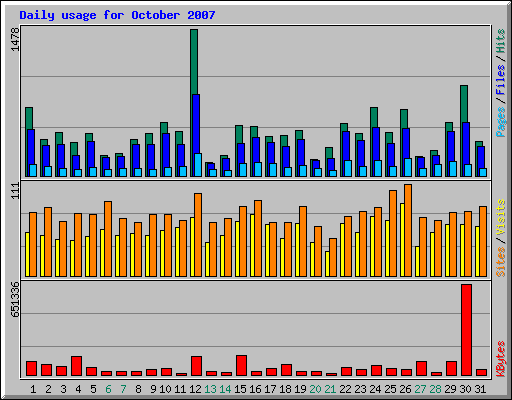 Daily usage for October 2007
1478
Pages / Files / Hits
111
Sites / Visits
651336
KBytes
1 2 3 4 5 6 7 8 9 10 11 12 13 14 15 16 17 18 19 20 21 22 23 24 25 26 27 28 29 30 31